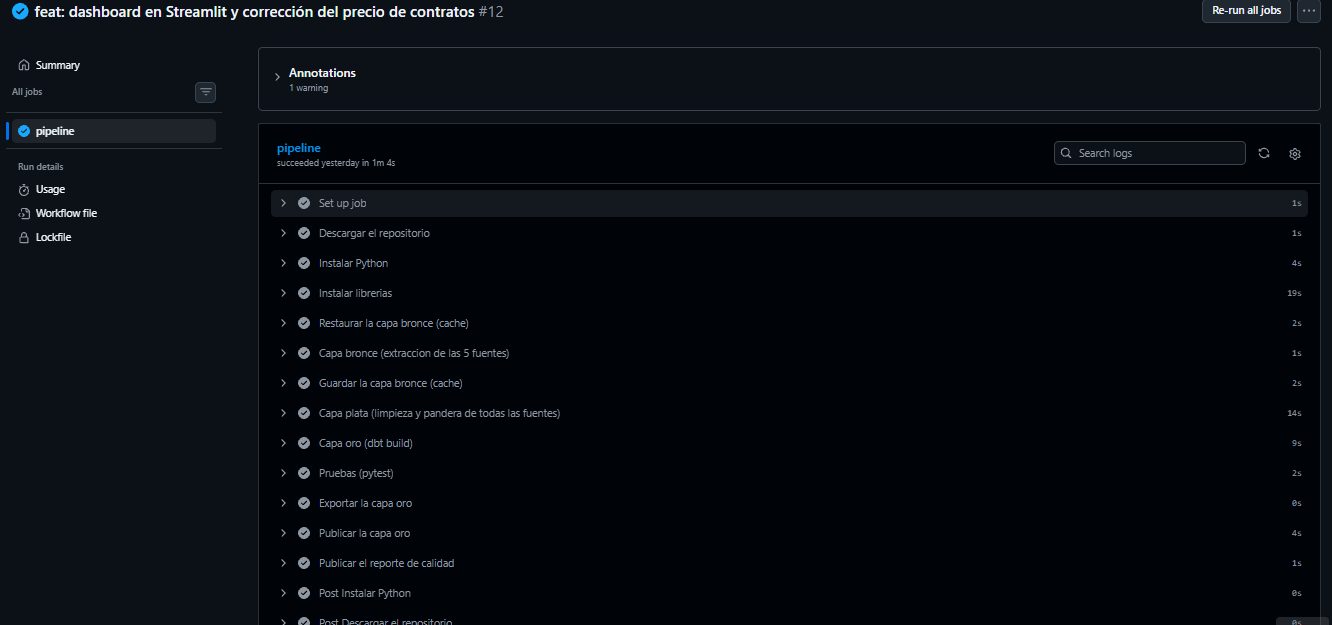 feat: dashboard en Streamlit y corrección del precio de contratos #12
Re-run all jobs
Summary
All jobs
pipeline
Run details
Usage
Workflow file
Lockfile
Annotations
1 warning
pipeline
succeeded yesterday in 1m 4s
Search logs
Set up job 1s
Descargar el repositorio 1s
Instalar Python 4s
Instalar librerias 19s
Restaurar la capa bronce (cache) 2s
Capa bronce (extraccion de las 5 fuentes) 1s
Guardar la capa bronce (cache) 2s
Capa plata (limpieza y pandera de todas las fuentes) 14s
Capa oro (dbt build) 9s
Pruebas (pytest) 2s
Exportar la capa oro 0s
Publicar la capa oro 4s
Publicar el reporte de calidad 1s
Post Instalar Python 0s
Post Descargar el repositorio 0s